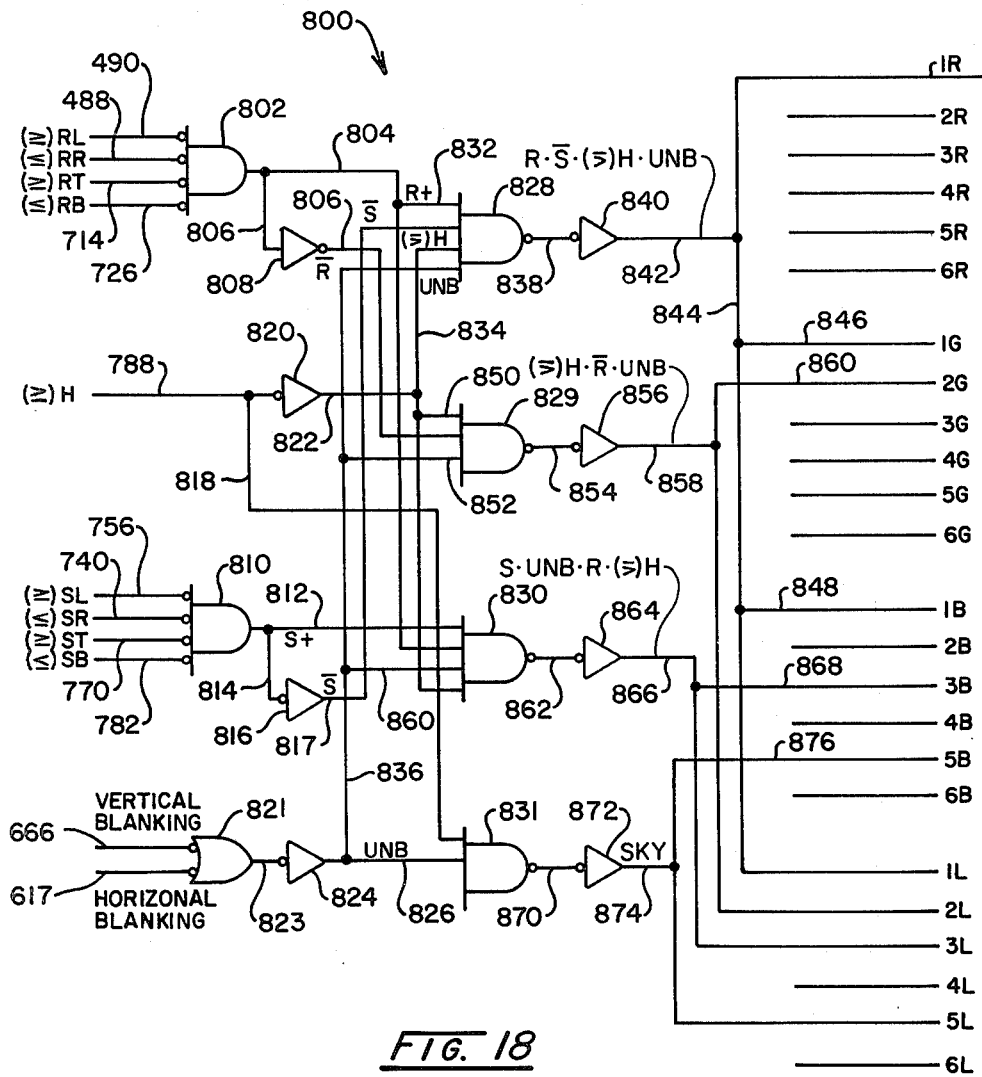 800
490
488
802
804
832
(≥) RL
(≤) RR
(≥) RT
(≤) RB
714
726
806
806
808
R̅
R+
S̅
(≥)H
UNB
828
R·S̅·(≥)H·UNB
840
838
842
844
1R
2R
3R
4R
5R
6R
788
820
(≥) H
822
818
834
850
829
(≥)H·R̅·UNB
856
852
854
858
846
860
1G
2G
3G
4G
5G
6G
756
740
810
812
(≥) SL
(≤) SR
(≥) ST
(≤) SB
770
782
S+
814
816
S̅
817
830
S·UNB·R·(≥)H
864
860
862
866
848
868
876
1B
2B
3B
4B
5B
6B
836
VERTICAL
BLANKING
821
666
617
HORIZONAL
BLANKING
823
824
UNB
826
831
872
SKY
870
874
1L
2L
3L
4L
5L
6L
FIG. 18